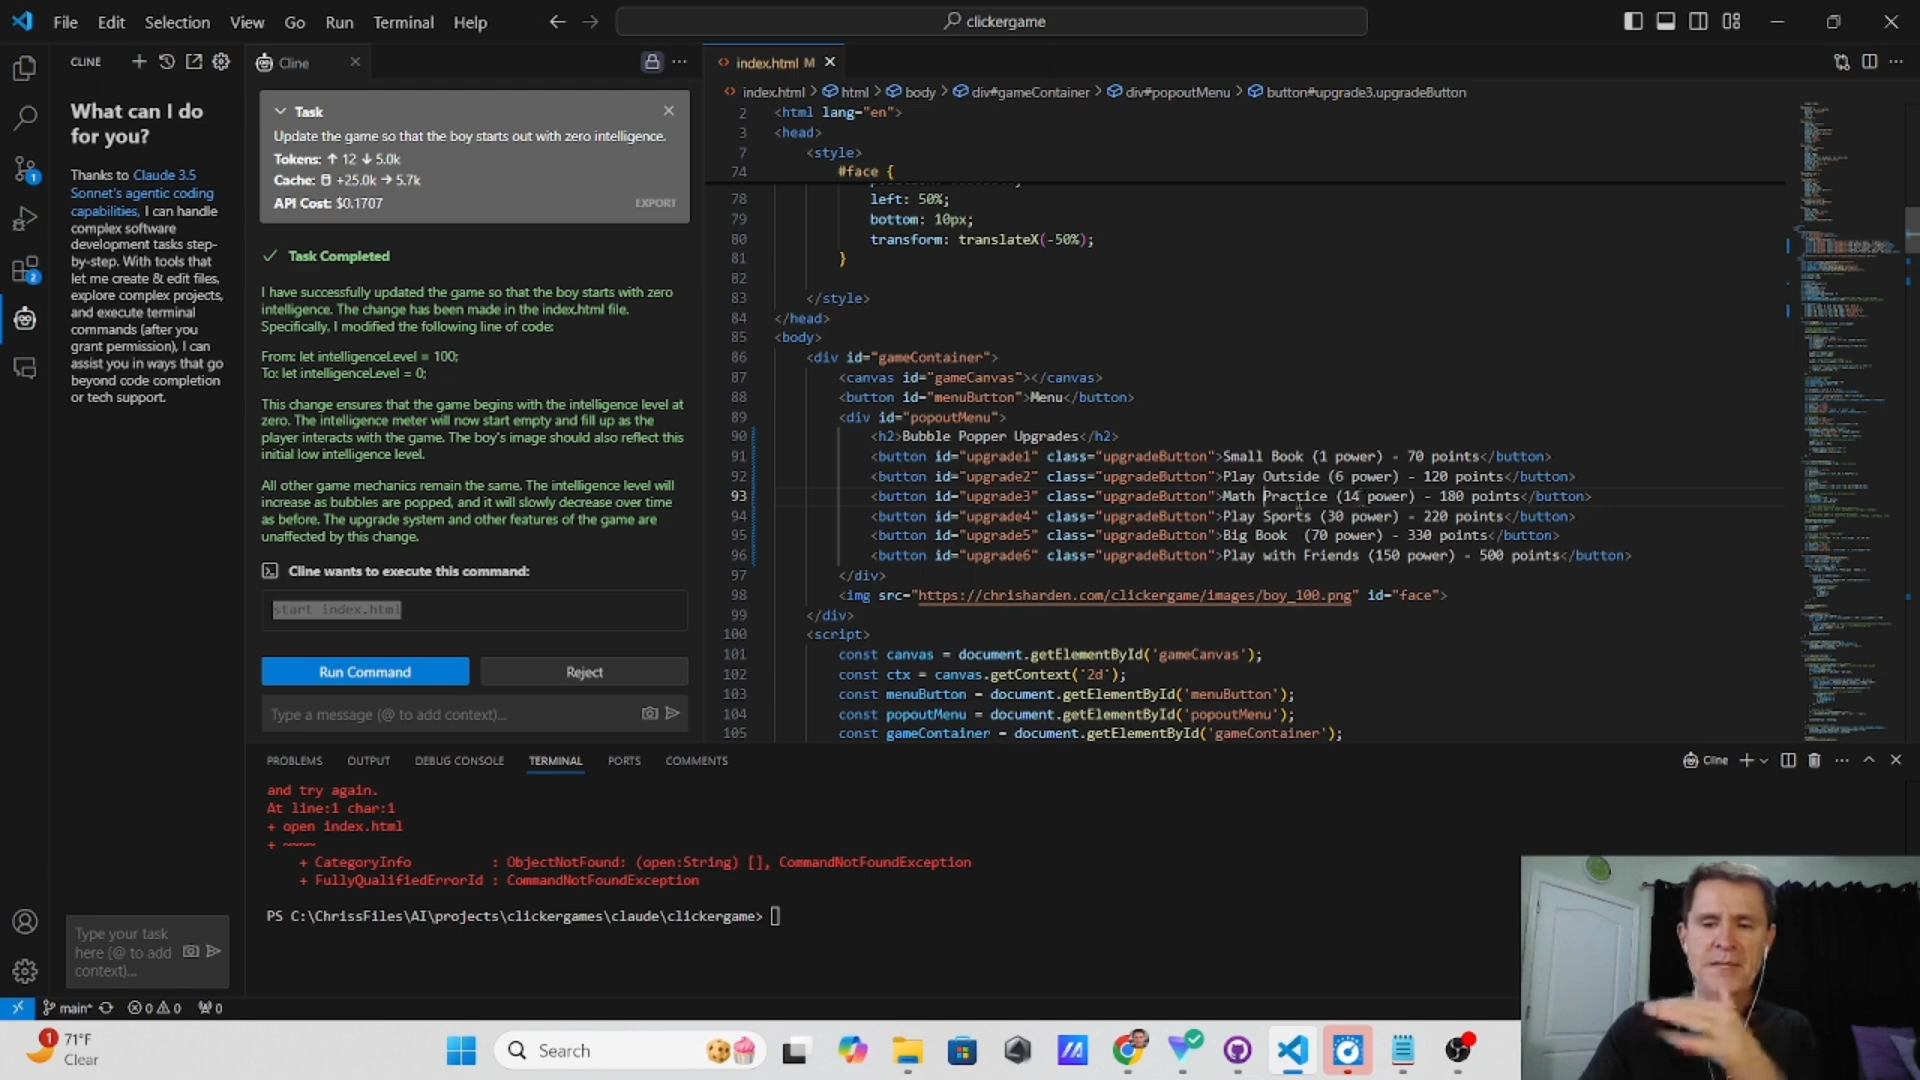 File Edit Selection View Go Run Terminal Help
clickergame
CLINE
What can I do
for you?
Thanks to Claude 3.5
Sonnet's agentic coding
capabilities, I can handle
complex software
development tasks step-
by-step. With tools that
let me create & edit files,
explore complex projects,
and execute terminal
commands (after you
grant permission), I can
assist you in ways that go
beyond code completion
or tech support.
1
2
Type your task
here (@ to add
context)...
Cline
Task
Update the game so that the boy starts out with zero intelligence.
Tokens: ↑ 12 ↓ 5.0k
Cache: +25.0k → 5.7k
API Cost: $0.1707
EXPORT
Task Completed
I have successfully updated the game so that the boy starts with zero
intelligence. The change has been made in the index.html file.
Specifically, I modified the following line of code:
From: let intelligenceLevel = 100;
To: let intelligenceLevel = 0;
This change ensures that the game begins with the intelligence level at
zero. The intelligence meter will now start empty and fill up as the
player interacts with the game. The boy's image should also reflect this
initial low intelligence level.
All other game mechanics remain the same. The intelligence level will
increase as bubbles are popped, and it will slowly decrease over time
as before. The upgrade system and other features of the game are
unaffected by this change.
Cline wants to execute this command:
start index.html
Run Command Reject
Type a message (@ to add context)...
index.html M
index.html > html > body > div#gameContainer > div#popoutMenu > button#upgrade3.upgradeButton
2 <html lang="en">
3 <head>
7 <style>
74 #face {
78 left: 50%;
79 bottom: 10px;
80 transform: translateX(-50%);
81 }
82
83 </style>
84 </head>
85 <body>
86 <div id="gameContainer">
87 <canvas id="gameCanvas"></canvas>
88 <button id="menuButton">Menu</button>
89 <div id="popoutMenu">
90 <h2>Bubble Popper Upgrades</h2>
91 <button id="upgrade1" class="upgradeButton">Small Book (1 power) - 70 points</button>
92 <button id="upgrade2" class="upgradeButton">Play Outside (6 power) - 120 points</button>
93 <button id="upgrade3" class="upgradeButton">Math Practice (14 power) - 180 points</button>
94 <button id="upgrade4" class="upgradeButton">Play Sports (30 power) - 220 points</button>
95 <button id="upgrade5" class="upgradeButton">Big Book  (70 power) - 330 points</button>
96 <button id="upgrade6" class="upgradeButton">Play with Friends (150 power) - 500 points</button>
97 </div>
98 <img src="https://chrisharden.com/clickergame/images/boy_100.png" id="face">
99 </div>
100 <script>
101 const canvas = document.getElementById('gameCanvas');
102 const ctx = canvas.getContext('2d');
103 const menuButton = document.getElementById('menuButton');
104 const popoutMenu = document.getElementById('popoutMenu');
105 const gameContainer = document.getElementById('gameContainer');
PROBLEMS OUTPUT DEBUG CONSOLE TERMINAL PORTS COMMENTS
Cline
and try again.
At line:1 char:1
+ open index.html
+ ~~~~
+ CategoryInfo : ObjectNotFound: (open:String) [], CommandNotFoundException
+ FullyQualifiedErrorId : CommandNotFoundException
PS C:\ChrissFiles\AI\projects\clickergames\claude\clickergame>
main* 0 0 0
1
71°F
Clear
Search